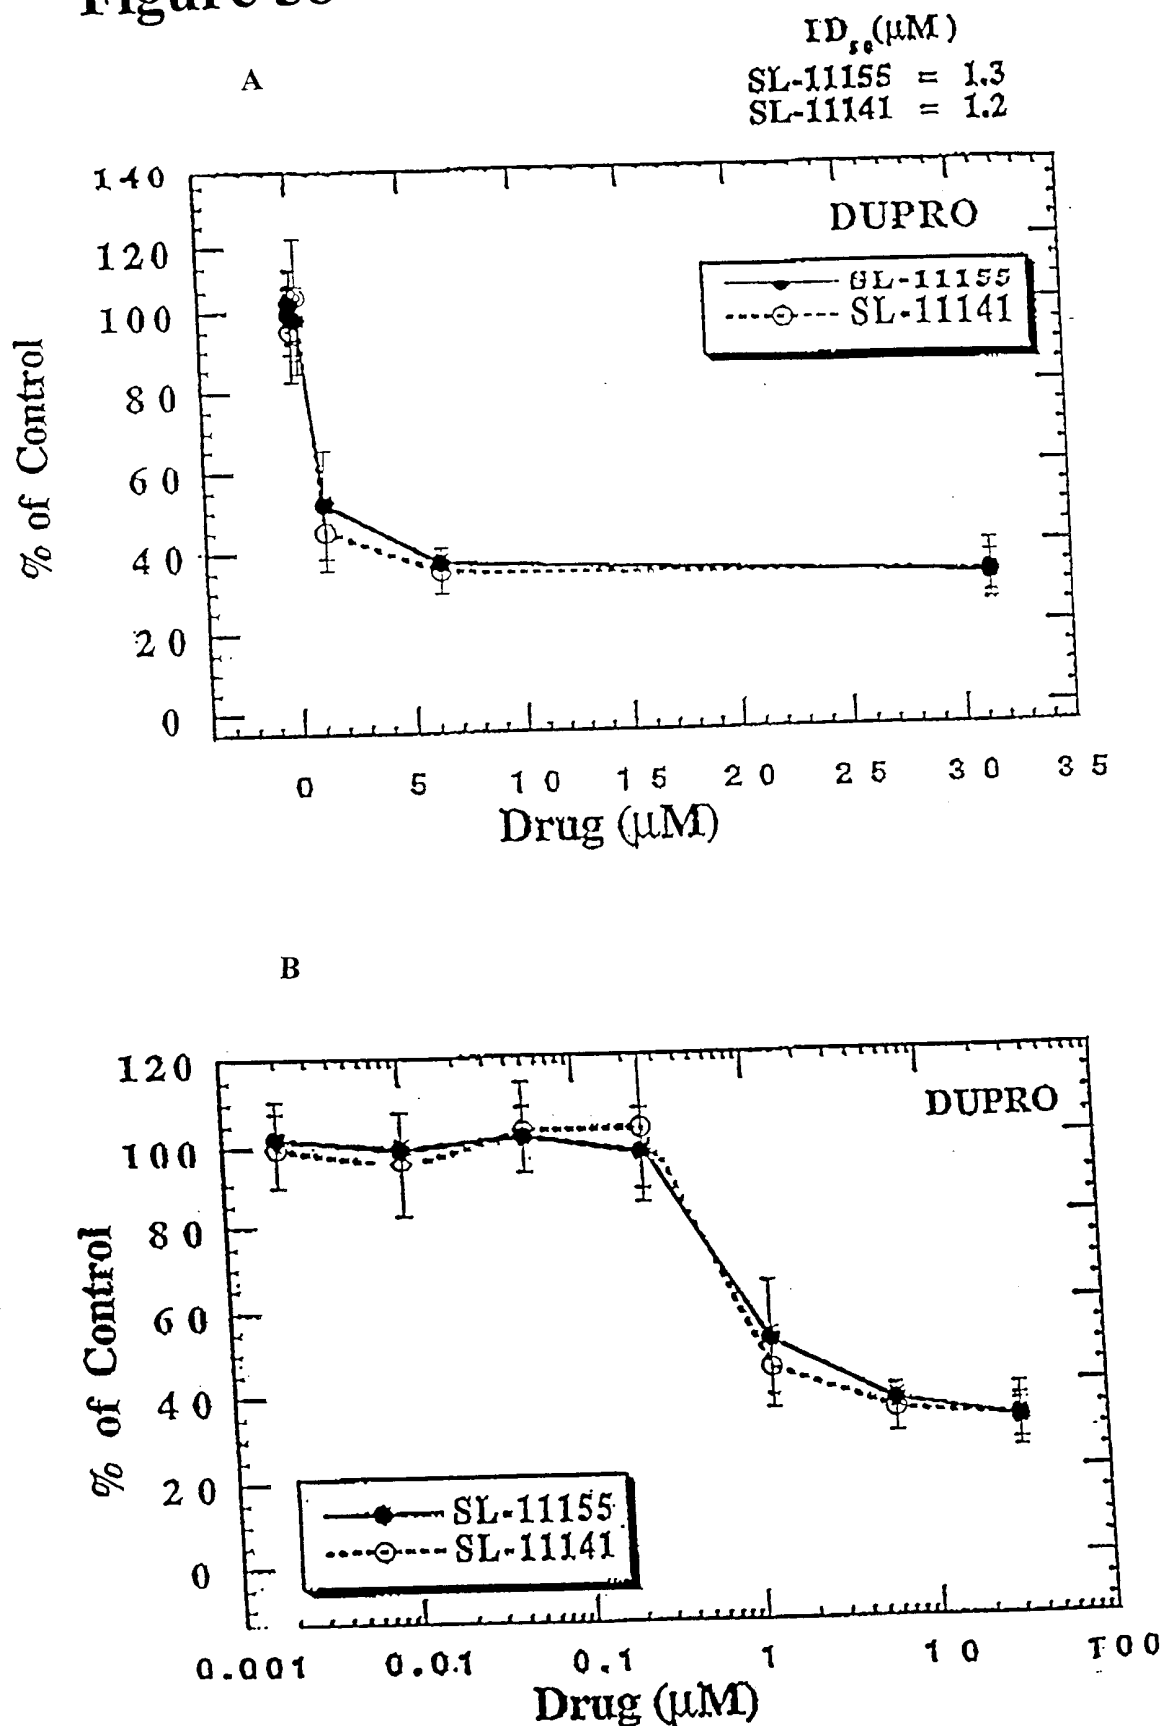 ID₅₀(μM)
A
SL-11155 = 1.3
SL-11141 = 1.2
140
120
100
80
60
40
20
0
% of Control
DUPRO
SL-11155
SL-11141
0 5 10 15 20 25 30 35
Drug (μM)
B
120
100
80
60
40
20
0
% of Control
DUPRO
SL-11155
SL-11141
0.001 0.01 0.1 1 10 100
Drug (μM)